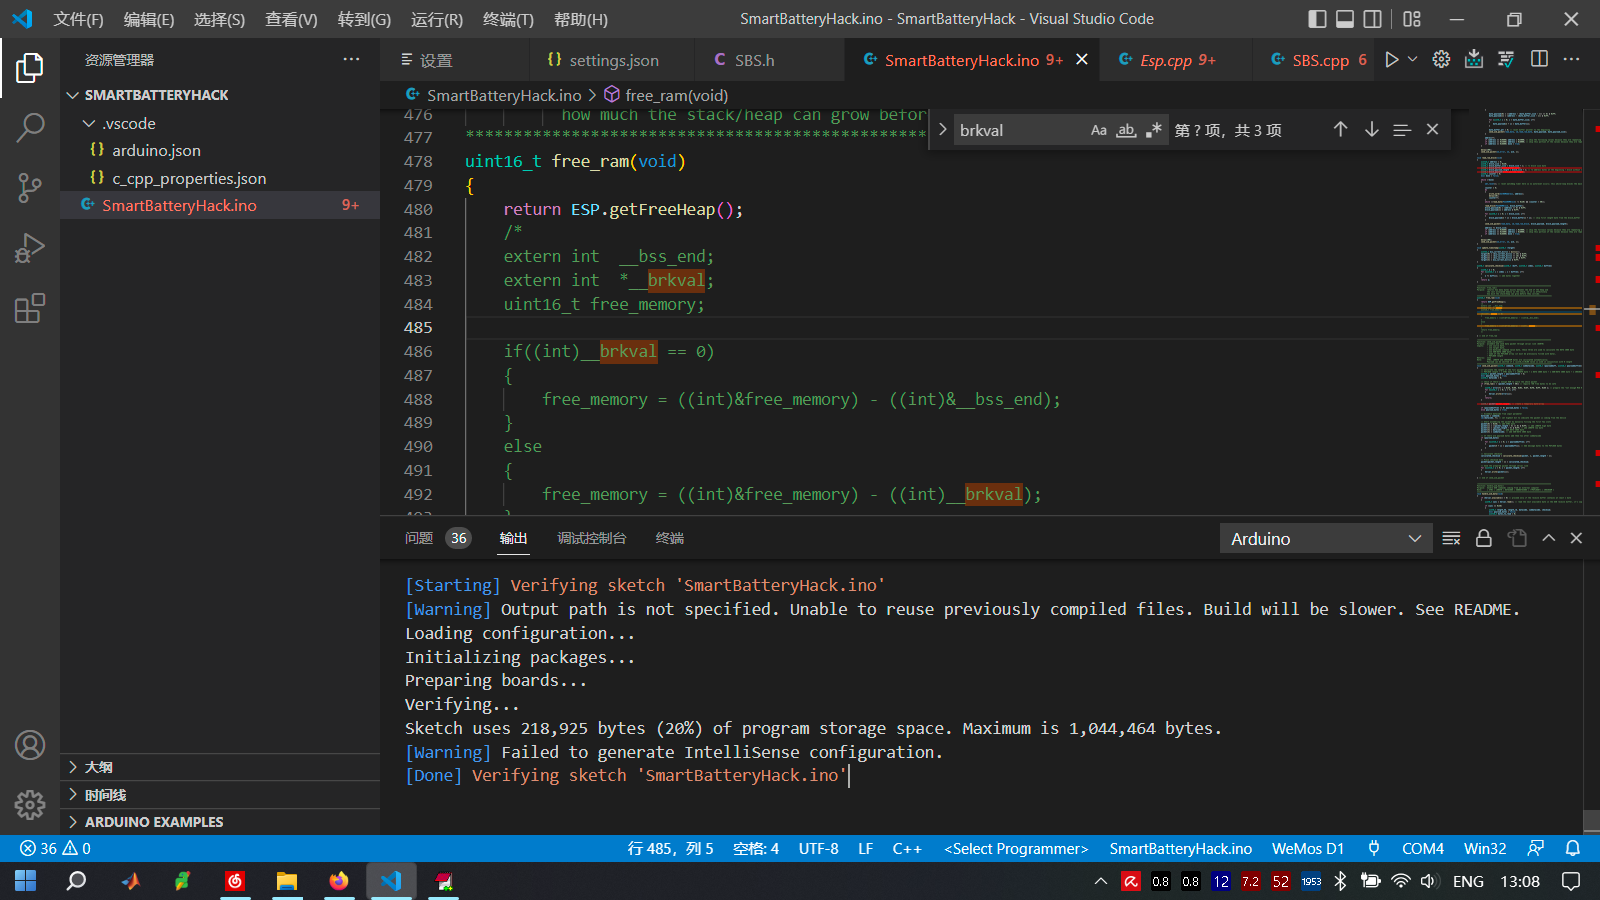 文件(F) 编辑(E) 选择(S) 查看(V) 转到(G) 运行(R) 终端(T) 帮助(H) SmartBatteryHack.ino - SmartBatteryHack - Visual Studio Code
资源管理器
设置 settings.json SBS.h SmartBatteryHack.ino 9+ Esp.cpp 9+ SBS.cpp 6
SMARTBATTERYHACK
.vscode
arduino.json
c_cpp_properties.json
SmartBatteryHack.ino 9+
大纲
时间线
ARDUINO EXAMPLES
SmartBatteryHack.ino > free_ram(void)
brkval Aa ab 第 ? 项，共 3 项
476 how much the stack/heap can grow befor
477 ************************************************
478 uint16_t free_ram(void)
479 {
480 return ESP.getFreeHeap();
481 /*
482 extern int  __bss_end;
483 extern int  *__brkval;
484 uint16_t free_memory;
485
486 if((int)__brkval == 0)
487 {
488 free_memory = ((int)&free_memory) - ((int)&__bss_end);
489 }
490 else
491 {
492 free_memory = ((int)&free_memory) - ((int)__brkval);
493 }
问题 36 输出 调试控制台 终端 Arduino
[Starting] Verifying sketch 'SmartBatteryHack.ino'
[Warning] Output path is not specified. Unable to reuse previously compiled files. Build will be slower. See README.
Loading configuration...
Initializing packages...
Preparing boards...
Verifying...
Sketch uses 218,925 bytes (20%) of program storage space. Maximum is 1,044,464 bytes.
[Warning] Failed to generate IntelliSense configuration.
[Done] Verifying sketch 'SmartBatteryHack.ino'
36 0 行 485，列 5 空格: 4 UTF-8 LF C++ <Select Programmer> SmartBatteryHack.ino WeMos D1 COM4 Win32
0.8 0.8 12 7.2 52 1953 ENG 13:08